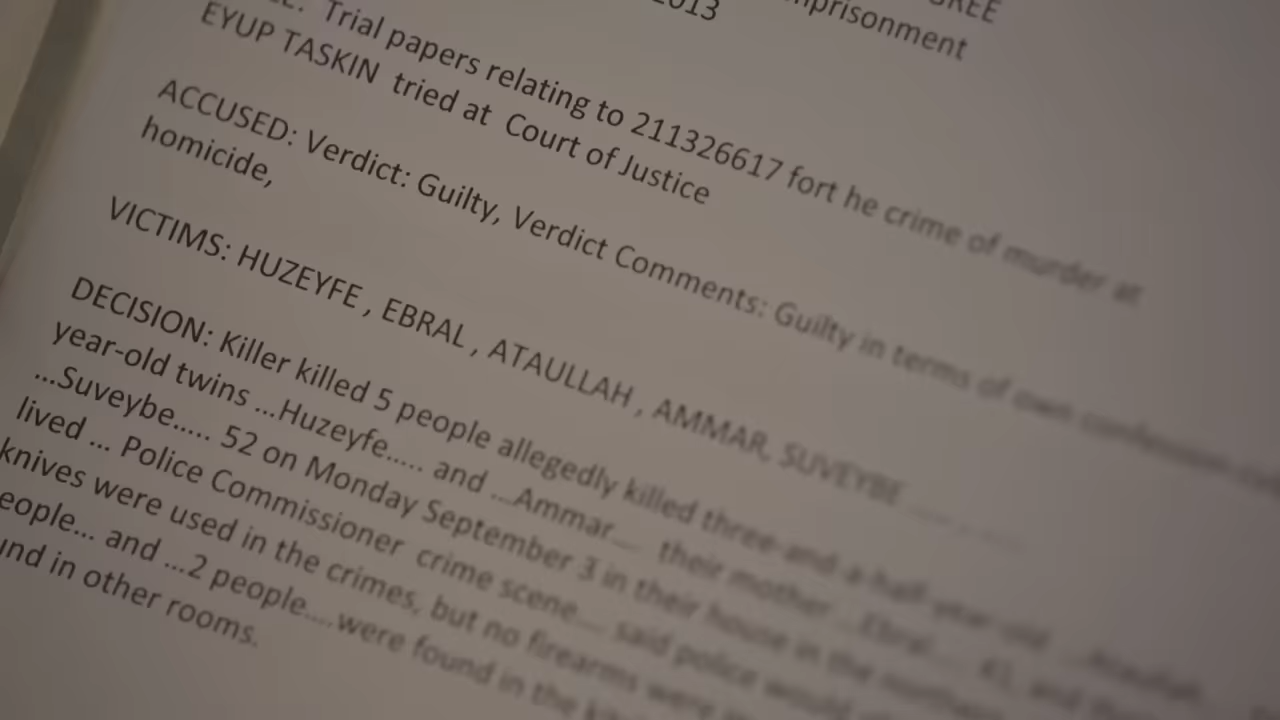 imprisonment
2013
Trial papers relating to 211326617 fort he crime of murder at
EYUP TASKIN tried at Court of Justice
ACCUSED: Verdict: Guilty, Verdict Comments: Guilty in terms of own confession
homicide,
VICTIMS: HUZEYFE , EBRAL , ATAULLAH , AMMAR, SUVEYBE
DECISION: Killer killed 5 people allegedly killed three-and-a-half-year-old ...Ataullah
year-old twins ...Huzeyfe..... and ...Ammar.... their mother ...Ebral....
...Suveybe..... 52 on Monday September 3 in their house in the
lived ... Police Commissioner crime scene.... said police would
knives were used in the crimes, but no firearms were
people... and ...2 people....were found in the
in other rooms.